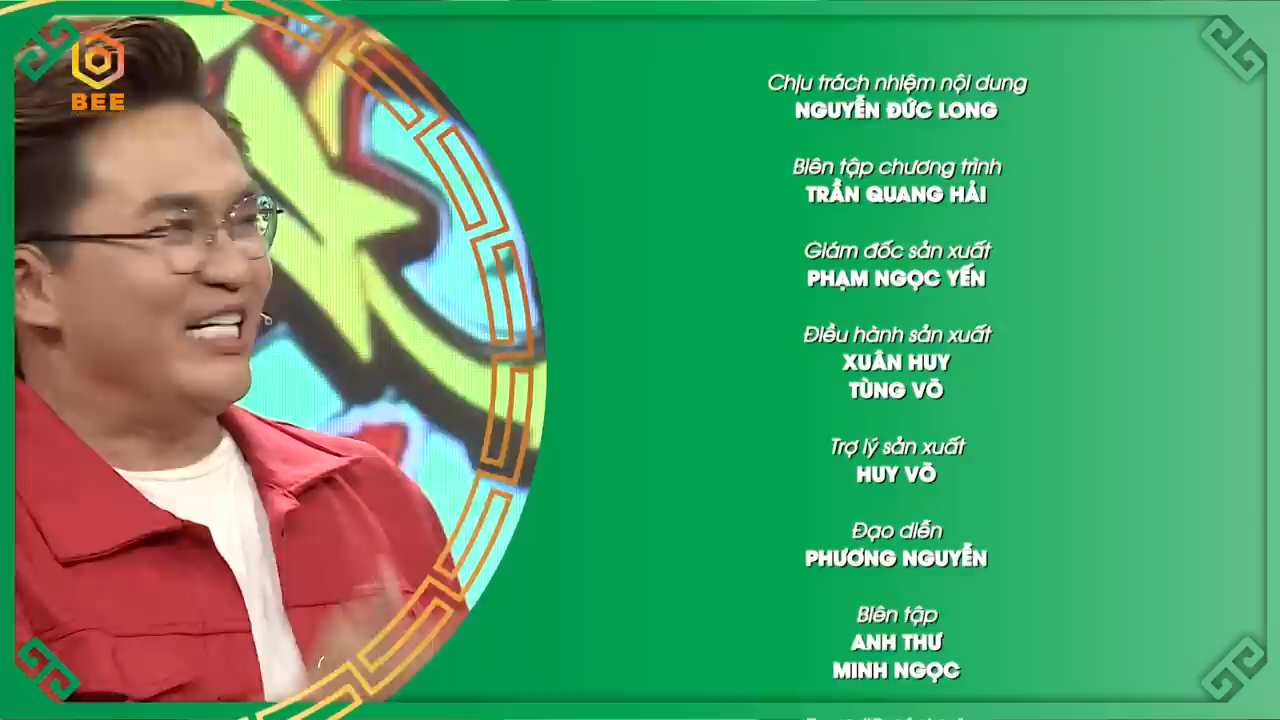 BEE
Chịu trách nhiệm nội dung
NGUYỄN ĐỨC LONG
Biên tập chương trình
TRẦN QUANG HẢI
Giám đốc sản xuất
PHẠM NGỌC YẾN
Điều hành sản xuất
XUÂN HUY
TÙNG VÕ
Trợ lý sản xuất
HUY VÕ
Đạo diễn
PHƯƠNG NGUYỄN
Biên tập
ANH THƯ
MINH NGỌC